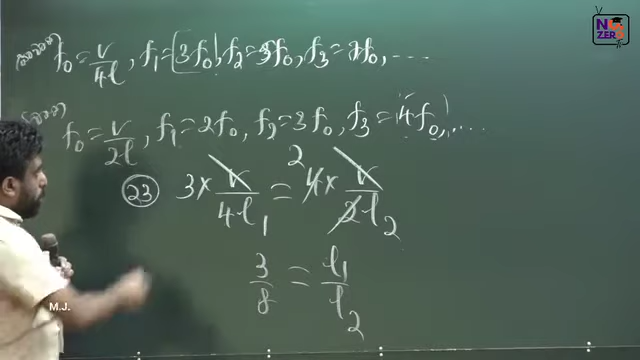 f₀ = v/4l, f₁ = 3f₀, f₂ = 5f₀, f₃ = 7f₀, ....
f₀ = v/2l, f₁ = 2f₀, f₂ = 3f₀, f₃ = 4f₀, ....
23 3 × v/4l₁ = 2 4 × v/2l₂
3/8 = l₁/l₂
M.J.